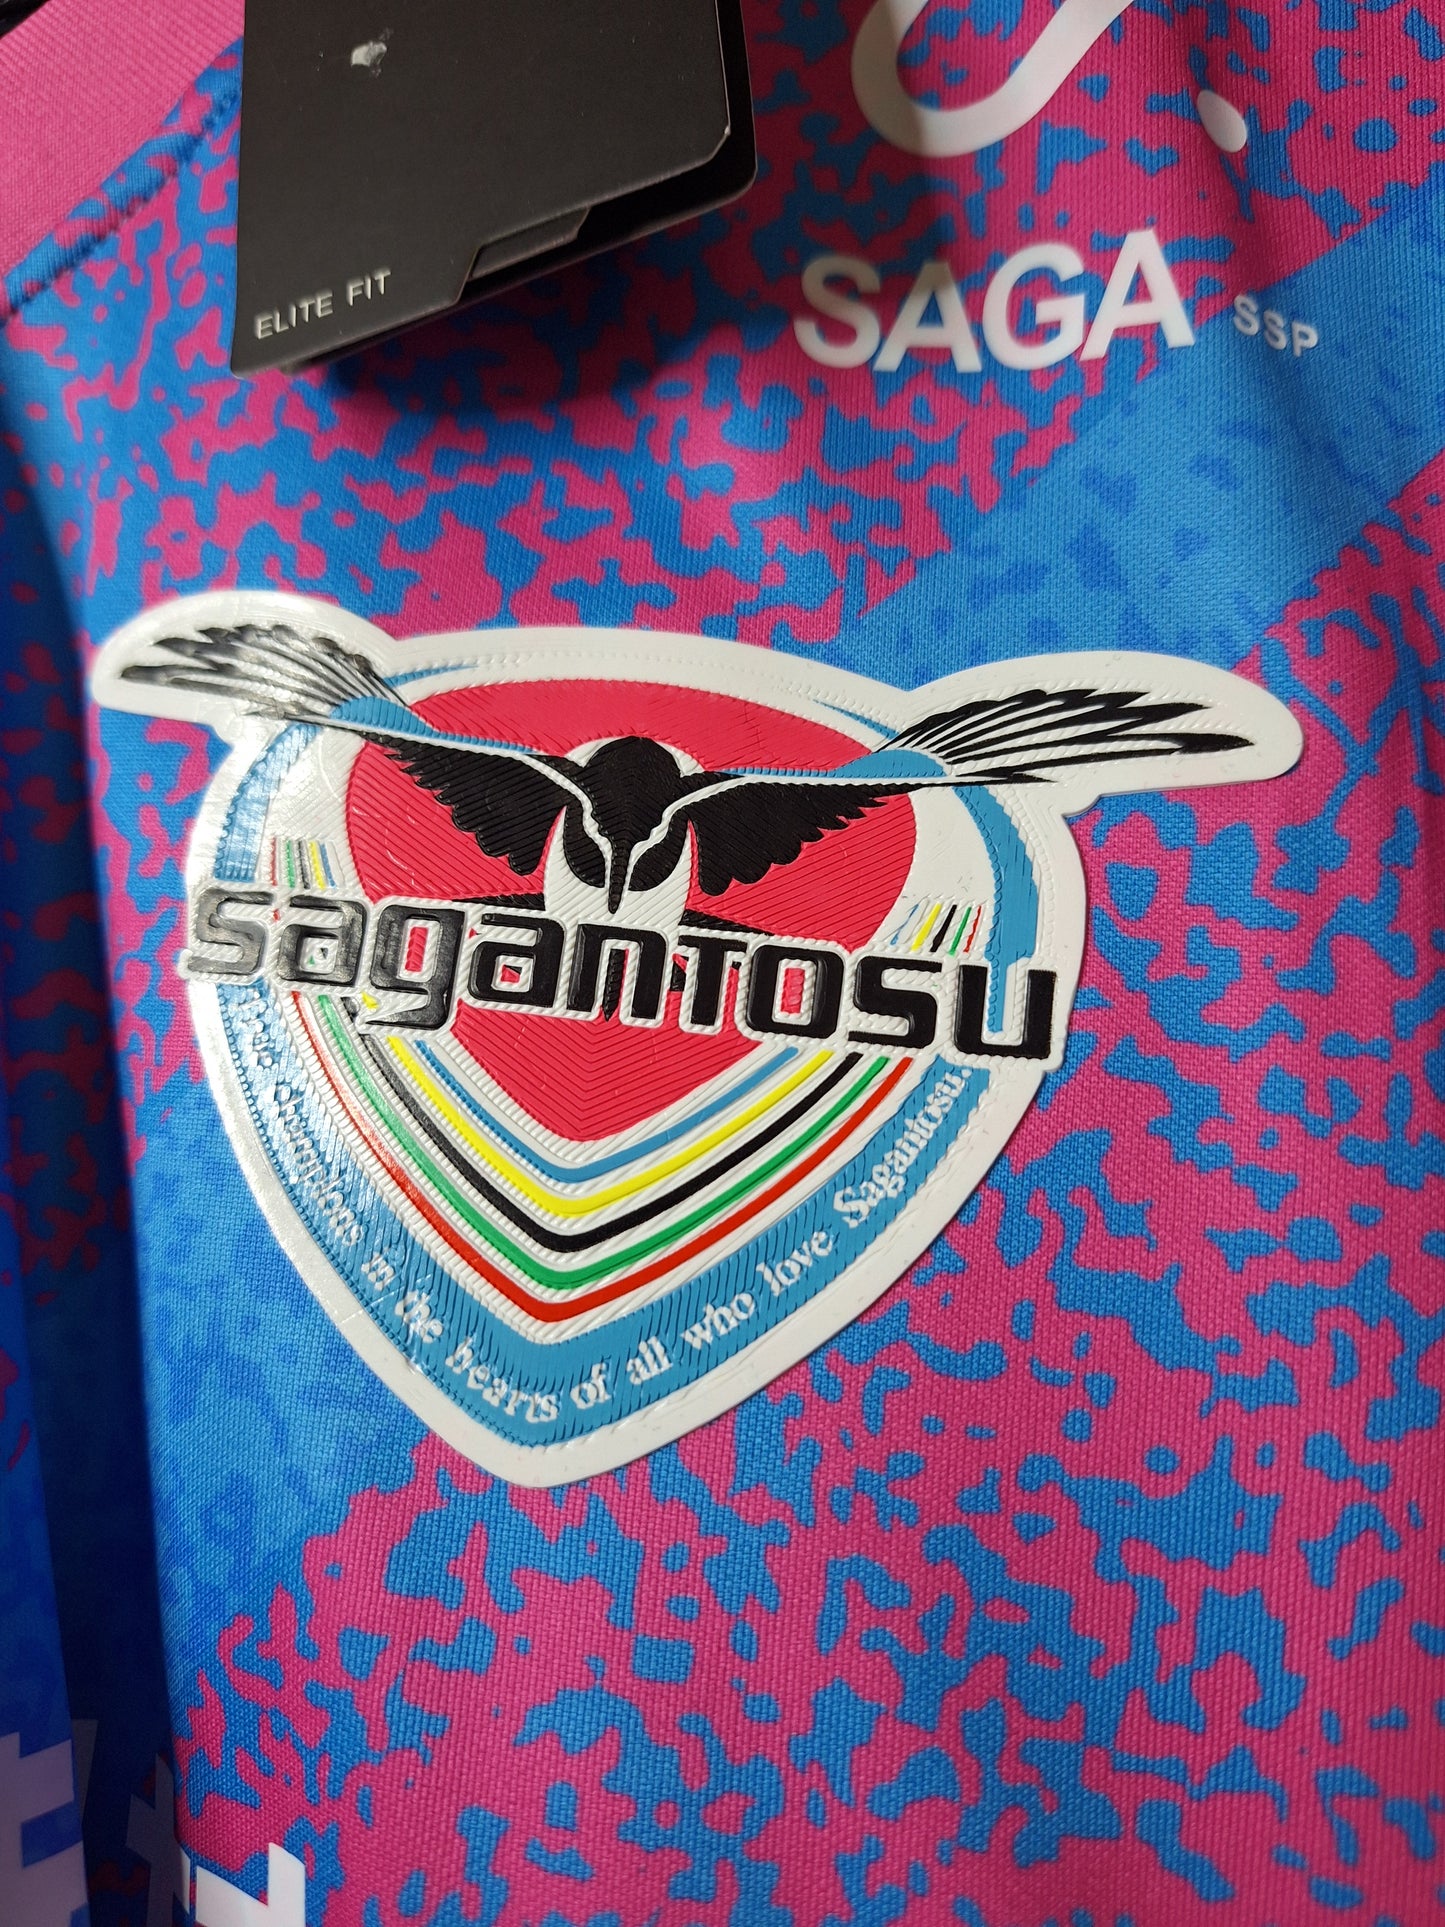 ELITE FIT
SAGA SSP
saganTosu
The champions in the hearts of all who love Sagantosu.